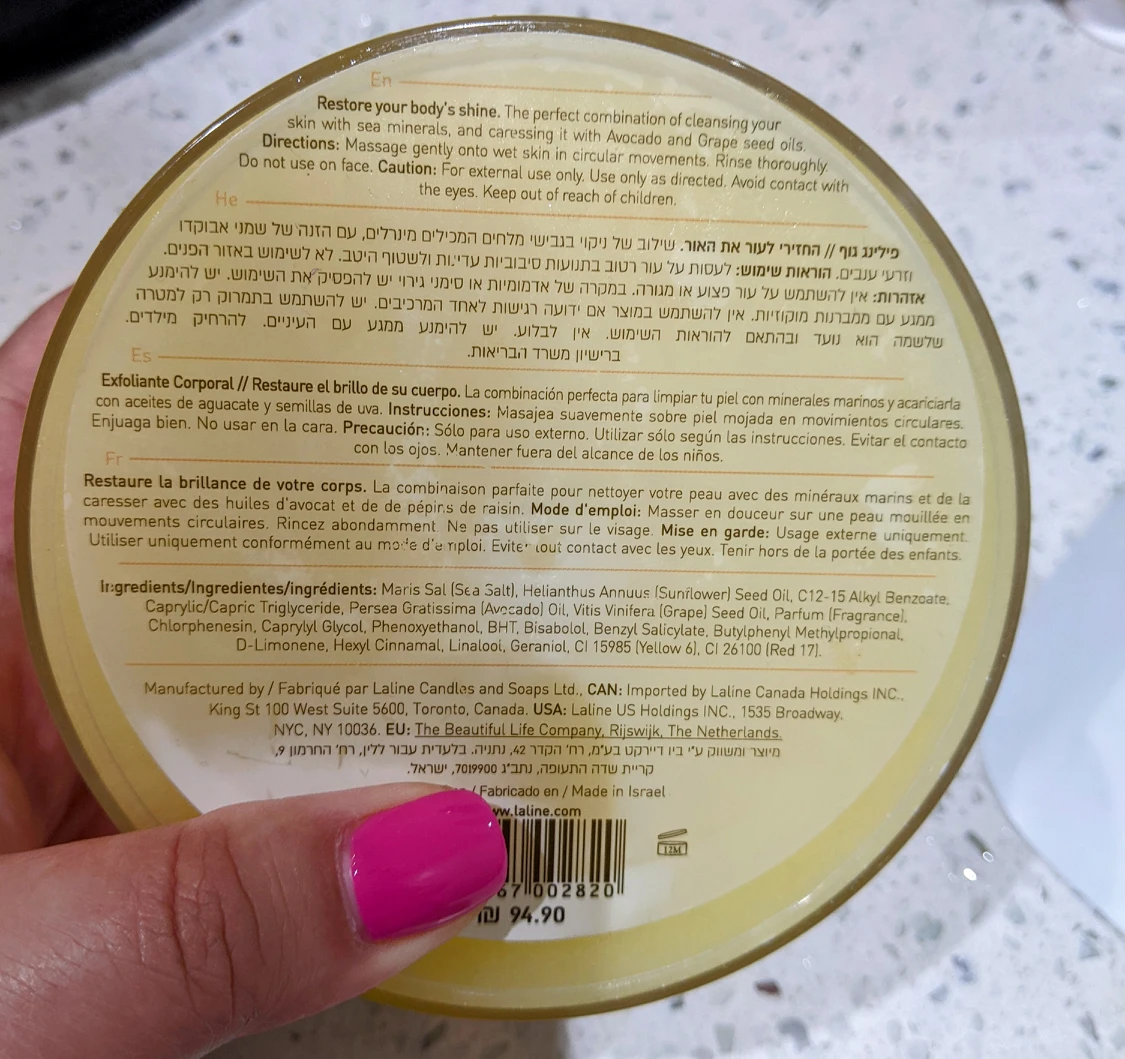 En
Restore your body's shine. The perfect combination of cleansing your
skin with sea minerals, and caressing it with Avocado and Grape seed oils.
Directions: Massage gently onto wet skin in circular movements. Rinse thoroughly.
Do not use on face. Caution: For external use only. Use only as directed. Avoid contact with
the eyes. Keep out of reach of children.
He
פילינג גוף // החזירי לעור את האור. שילוב של ניקוי בגבישי מלחים המכילים מינרלים, עם הזנה של שמני אבוקדו
וזרעי ענבים. הוראות שימוש: לעסות על עור רטוב בתנועות סיבוביות עדינות ולשטוף היטב. לא לשימוש באזור הפנים.
אזהרות: אין להשתמש על עור פצוע או מגורה. במקרה של אדמומיות או סימני גירוי יש להפסיק את השימוש. יש להימנע
ממגע עם ממברנות מוקוזיות. אין להשתמש במוצר אם ידועה רגישות לאחד המרכיבים. יש להשתמש בתמרוק רק למטרה
שלשמה הוא נועד ובהתאם להוראות השימוש. אין לבלוע. יש להימנע ממגע עם העיניים. להרחיק מילדים.
ברישיון משרד הבריאות.
Es
Exfoliante Corporal // Restaure el brillo de su cuerpo. La combinación perfecta para limpiar tu piel con minerales marinos y acariciarla
con aceites de aguacate y semillas de uva. Instrucciones: Masajea suavemente sobre piel mojada en movimientos circulares.
Enjuaga bien. No usar en la cara. Precaución: Sólo para uso externo. Utilizar sólo según las instrucciones. Evitar el contacto
con los ojos. Mantener fuera del alcance de los niños.
Fr
Restaure la brillance de votre corps. La combinaison parfaite pour nettoyer votre peau avec des minéraux marins et de la
caresser avec des huiles d'avocat et de de pépins de raisin. Mode d'emploi: Masser en douceur sur une peau mouillée en
mouvements circulaires. Rincez abondamment. Ne pas utiliser sur le visage. Mise en garde: Usage externe uniquement.
Utiliser uniquement conformément au mode d'emploi. Eviter tout contact avec les yeux. Tenir hors de la portée des enfants.
Ingredients/Ingredientes/ingrédients: Maris Sal (Sea Salt), Helianthus Annuus (Sunflower) Seed Oil, C12-15 Alkyl Benzoate,
Caprylic/Capric Triglyceride, Persea Gratissima (Avocado) Oil, Vitis Vinifera (Grape) Seed Oil, Parfum (Fragrance),
Chlorphenesin, Caprylyl Glycol, Phenoxyethanol, BHT, Bisabolol, Benzyl Salicylate, Butylphenyl Methylpropional,
D-Limonene, Hexyl Cinnamal, Linalool, Geraniol, CI 15985 (Yellow 6), CI 26100 (Red 17).
Manufactured by / Fabriqué par Laline Candles and Soaps Ltd., CAN: Imported by Laline Canada Holdings INC.,
King St 100 West Suite 5600, Toronto, Canada. USA: Laline US Holdings INC., 1535 Broadway,
NYC, NY 10036. EU: The Beautiful Life Company, Rijswijk, The Netherlands.
מיוצר ומשווק ע"י ביו דיירקט בע"מ, רח' הקדר 42, נתניה. בלעדית עבור ללין, רח' החרמון 9,
קריית שדה התעופה, נתב"ג 7019900, ישראל.
/ Fabricado en / Made in Israel
www.laline.com
12M
67 002820
₪ 94.90